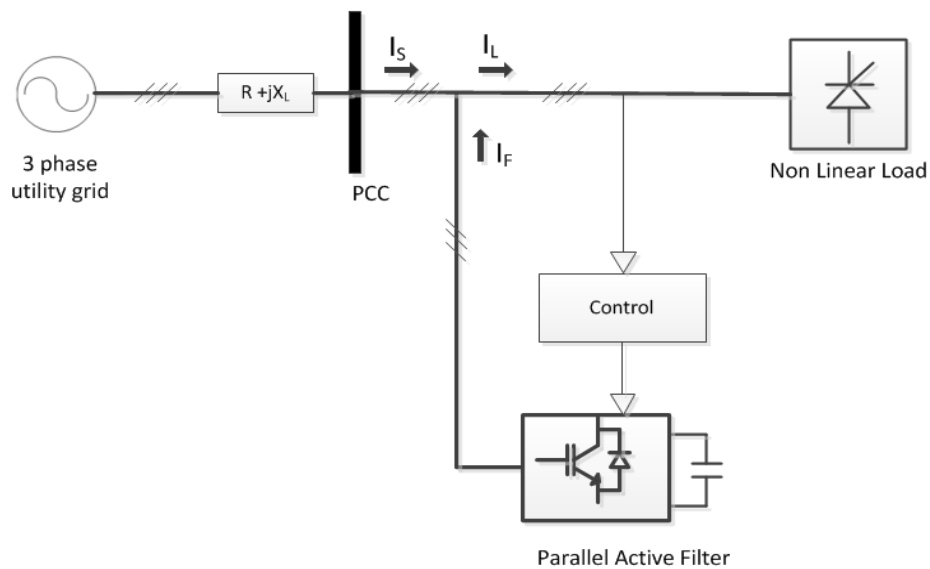 I_S
I_L
R +jX_L
3 phase
utility grid
I_F
PCC
Non Linear Load
Control
Parallel Active Filter